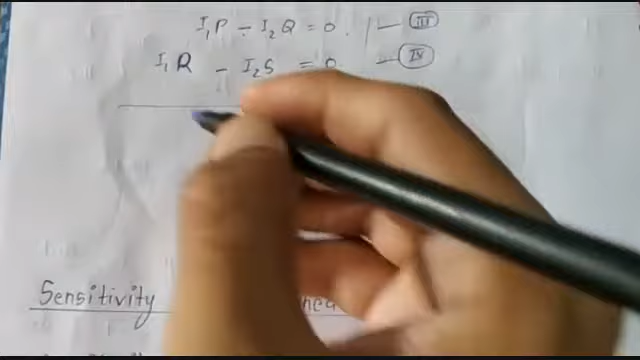 I₁P - I₂Q = 0. — III
I₁R - I₂S = 0. — IV
Sensitivity